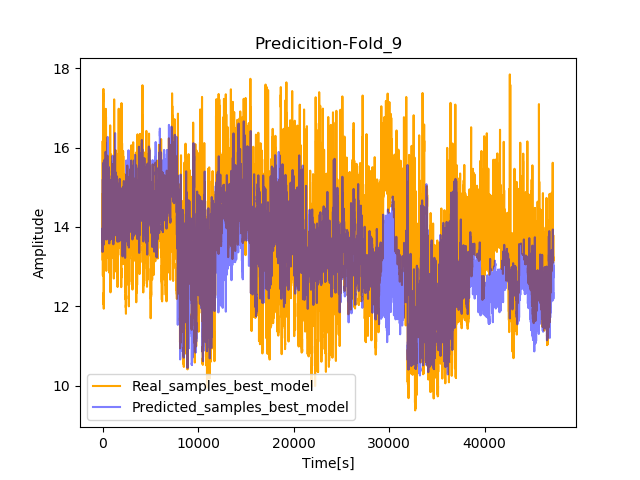 Predicition-Fold_9
18
16
14
12
10
Amplitude
Real_samples_best_model
Predicted_samples_best_model
0 10000 20000 30000 40000
Time[s]